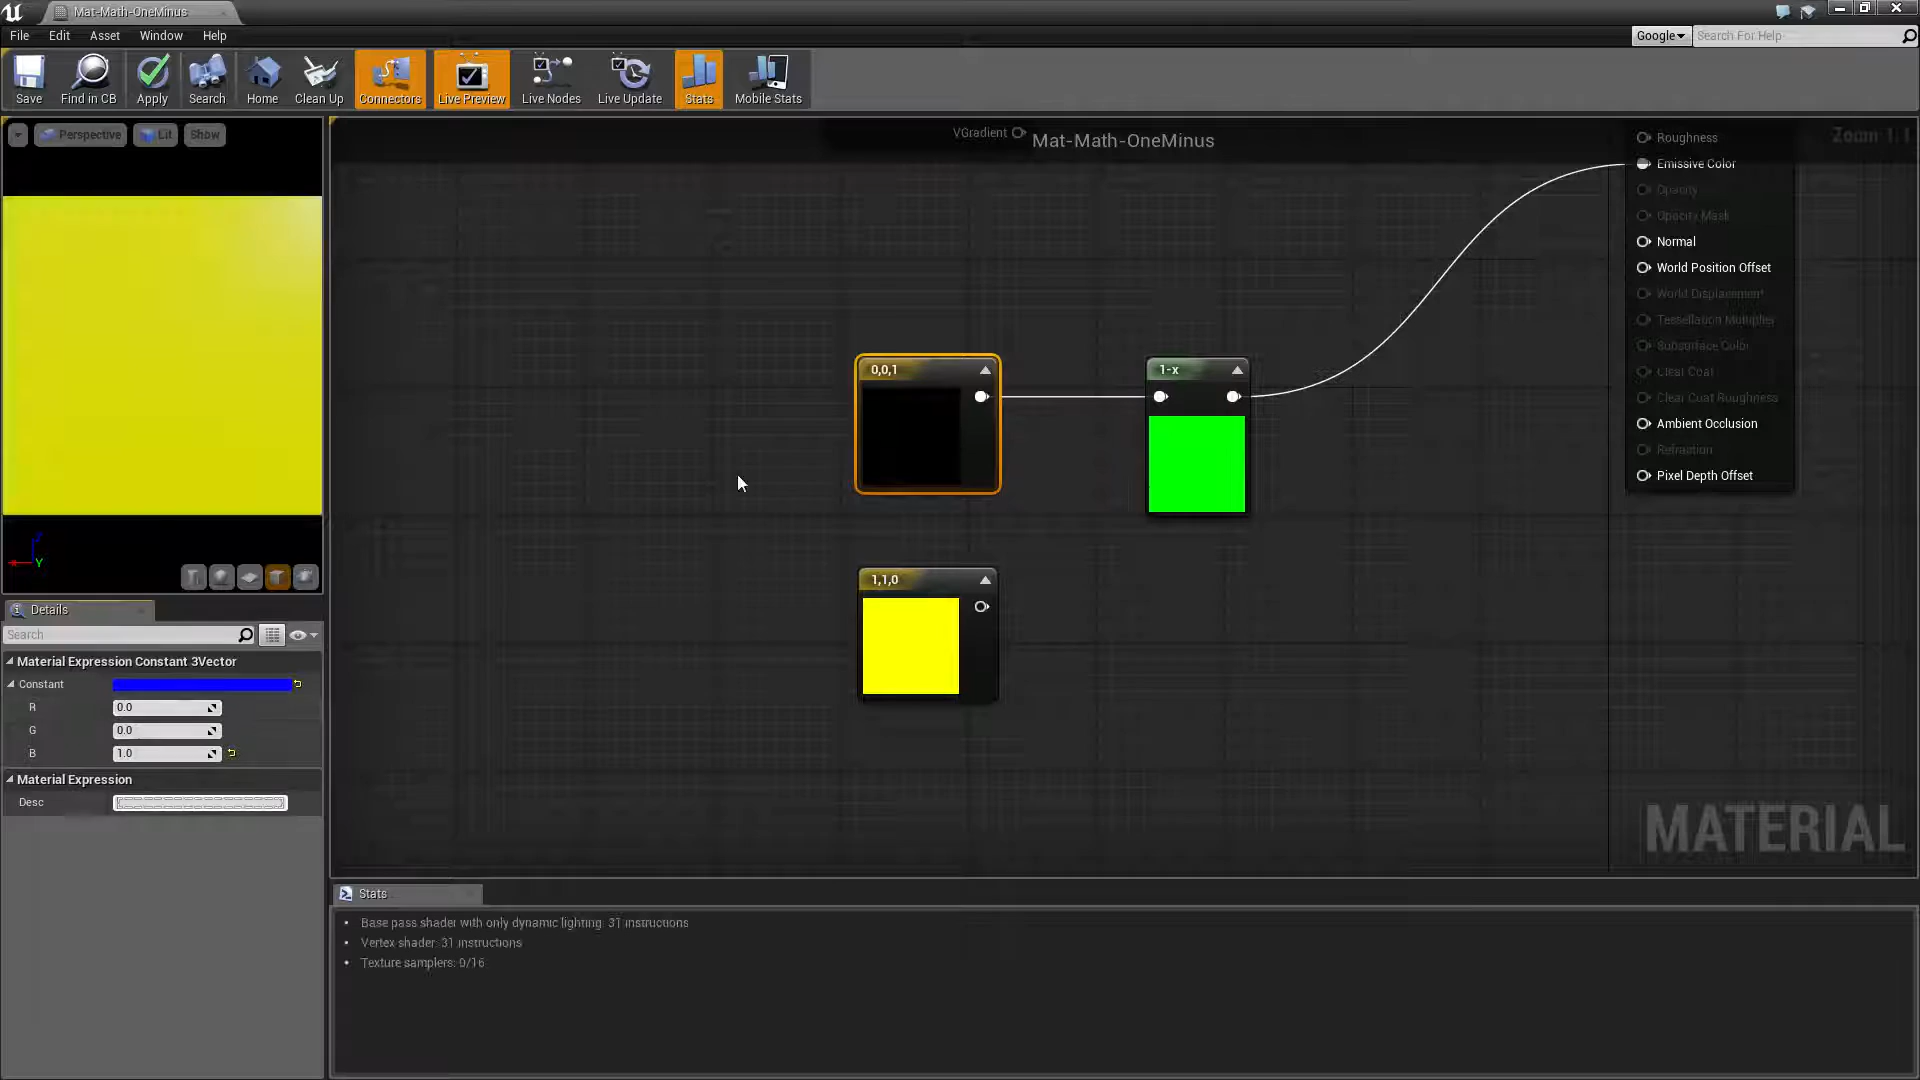 Mat-Math-OneMinus
File Edit Asset Window Help
Google Search For Help
Save Find in CB Apply Search Home Clean Up Connectors Live Preview Live Nodes Live Update Stats Mobile Stats
Perspective Lit Show
VGradient
Mat-Math-OneMinus
Zoom 1:1
Roughness
Emissive Color
Opacity
Opacity Mask
Normal
World Position Offset
World Displacement
Tessellation Multiplier
Subsurface Color
Clear Coat
Clear Coat Roughness
Ambient Occlusion
Refraction
Pixel Depth Offset
0,0,1
1-x
1,1,0
Y
Details
Search
Material Expression Constant 3Vector
Constant
R 0.0
G 0.0
B 1.0
Material Expression
Desc
MATERIAL
Stats
• Base pass shader with only dynamic lighting: 31 instructions
• Vertex shader: 31 instructions
• Texture samplers: 0/16